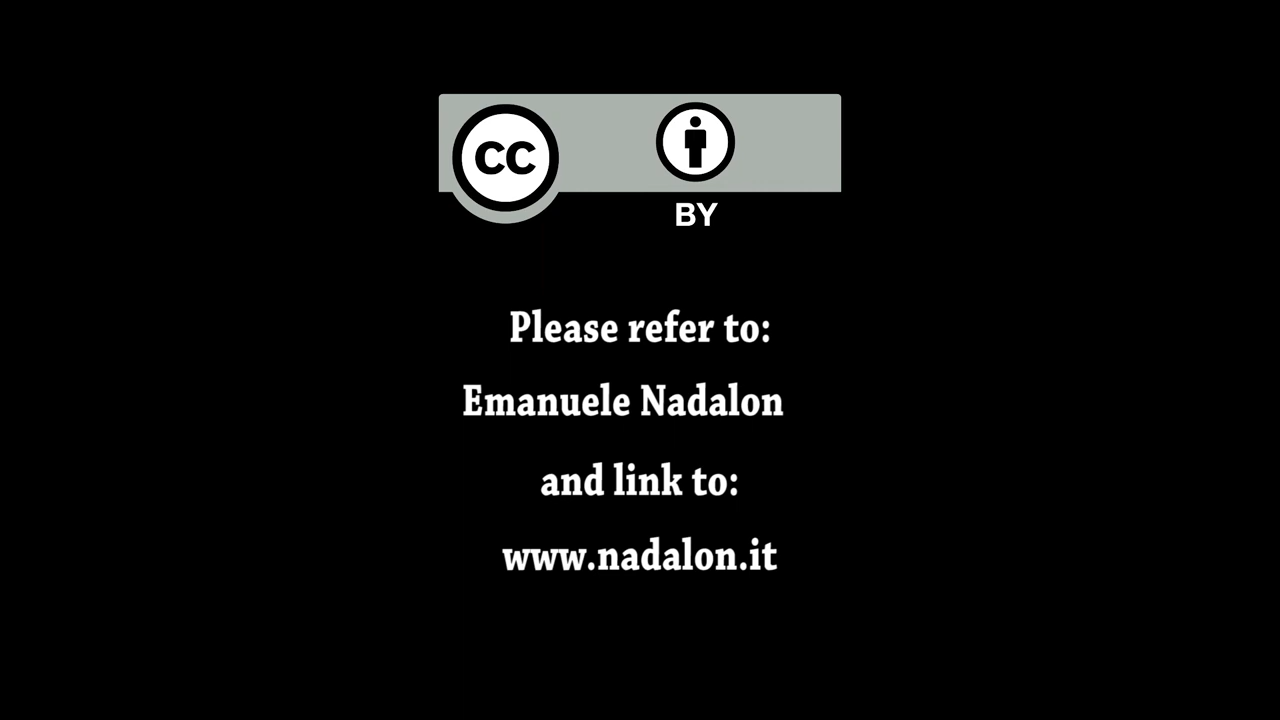 CC
BY
Please refer to:
Emanuele Nadalon
and link to:
www.nadalon.it